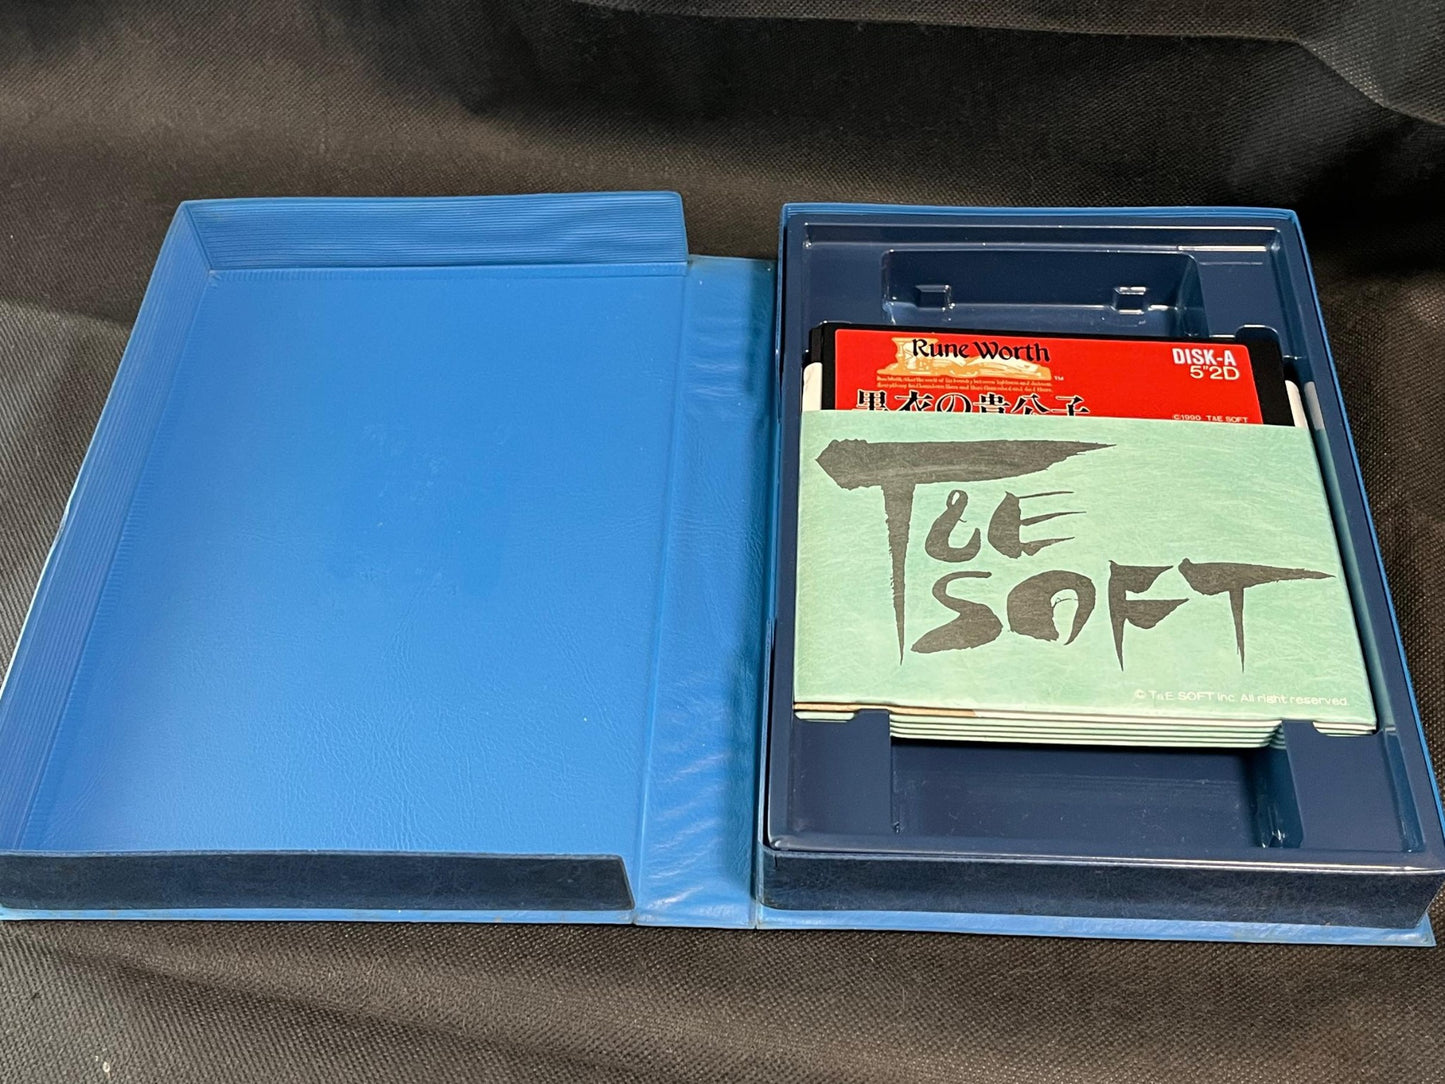 Rune Worth
TM
黒衣の貴公子
DISK-A
5"2D
©1990 T&E SOFT
T&E
SOFT
© T&E SOFT Inc. All right reserved.